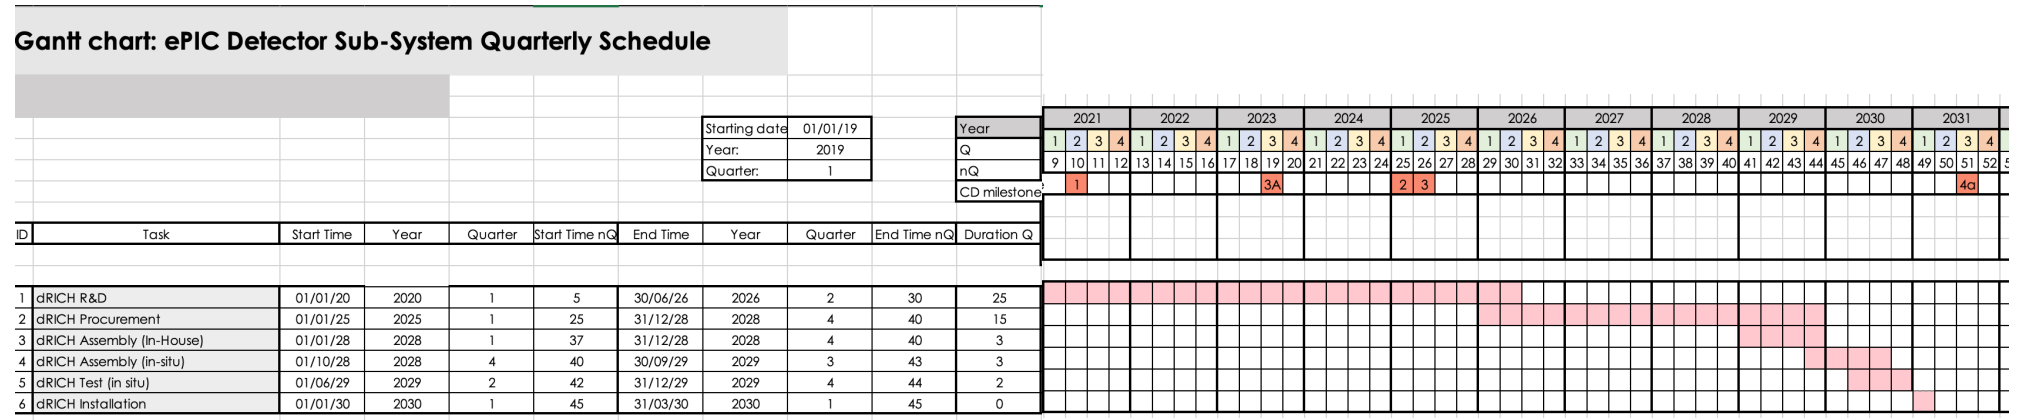 Gantt chart: ePIC Detector Sub-System Quarterly Schedule
2021 2022 2023 2024 2025 2026 2027 2028 2029 2030 2031
Starting date 01/01/19 Year
1 2 3 4 1 2 3 4 1 2 3 4 1 2 3 4 1 2 3 4 1 2 3 4 1 2 3 4 1 2 3 4 1 2 3 4 1 2 3 4 1 2 3 4
Year: 2019 Q
9 10 11 12 13 14 15 16 17 18 19 20 21 22 23 24 25 26 27 28 29 30 31 32 33 34 35 36 37 38 39 40 41 42 43 44 45 46 47 48 49 50 51 52 5
Quarter: 1 nQ
CD milestone 1 3A 2 3 4a
ID Task Start Time Year Quarter Start Time nQ End Time Year Quarter End Time nQ Duration Q
1 dRICH R&D 01/01/20 2020 1 5 30/06/26 2026 2 30 25
2 dRICH Procurement 01/01/25 2025 1 25 31/12/28 2028 4 40 15
3 dRICH Assembly (In-House) 01/01/28 2028 1 37 31/12/28 2028 4 40 3
4 dRICH Assembly (in-situ) 01/10/28 2028 4 40 30/09/29 2029 3 43 3
5 dRICH Test (in situ) 01/06/29 2029 2 42 31/12/29 2029 4 44 2
6 dRICH Installation 01/01/30 2030 1 45 31/03/30 2030 1 45 0